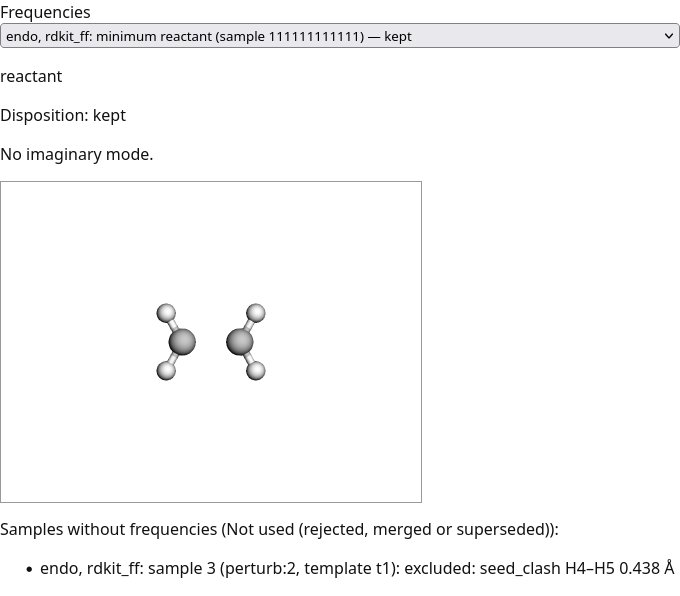 Frequencies
endo, rdkit_ff: minimum reactant (sample 111111111111) — kept
reactant
Disposition: kept
No imaginary mode.
Samples without frequencies (Not used (rejected, merged or superseded)):
• endo, rdkit_ff: sample 3 (perturb:2, template t1): excluded: seed_clash H4–H5 0.438 Å